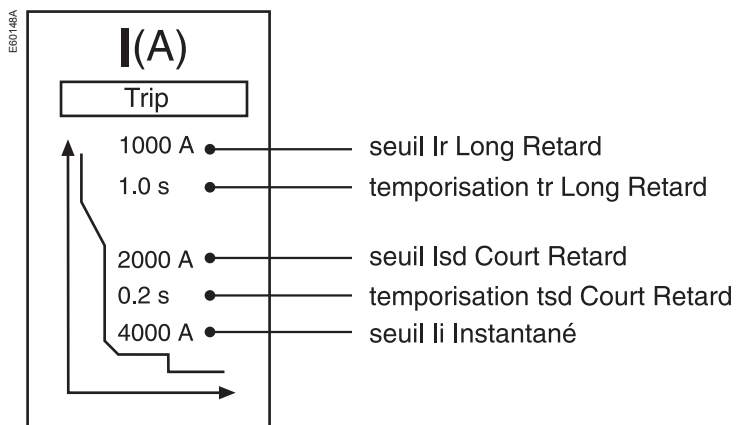 E60148A
I(A)
Trip
1000 A seuil Ir Long Retard
1.0 s temporisation tr Long Retard
2000 A seuil Isd Court Retard
0.2 s temporisation tsd Court Retard
4000 A seuil Ii Instantané